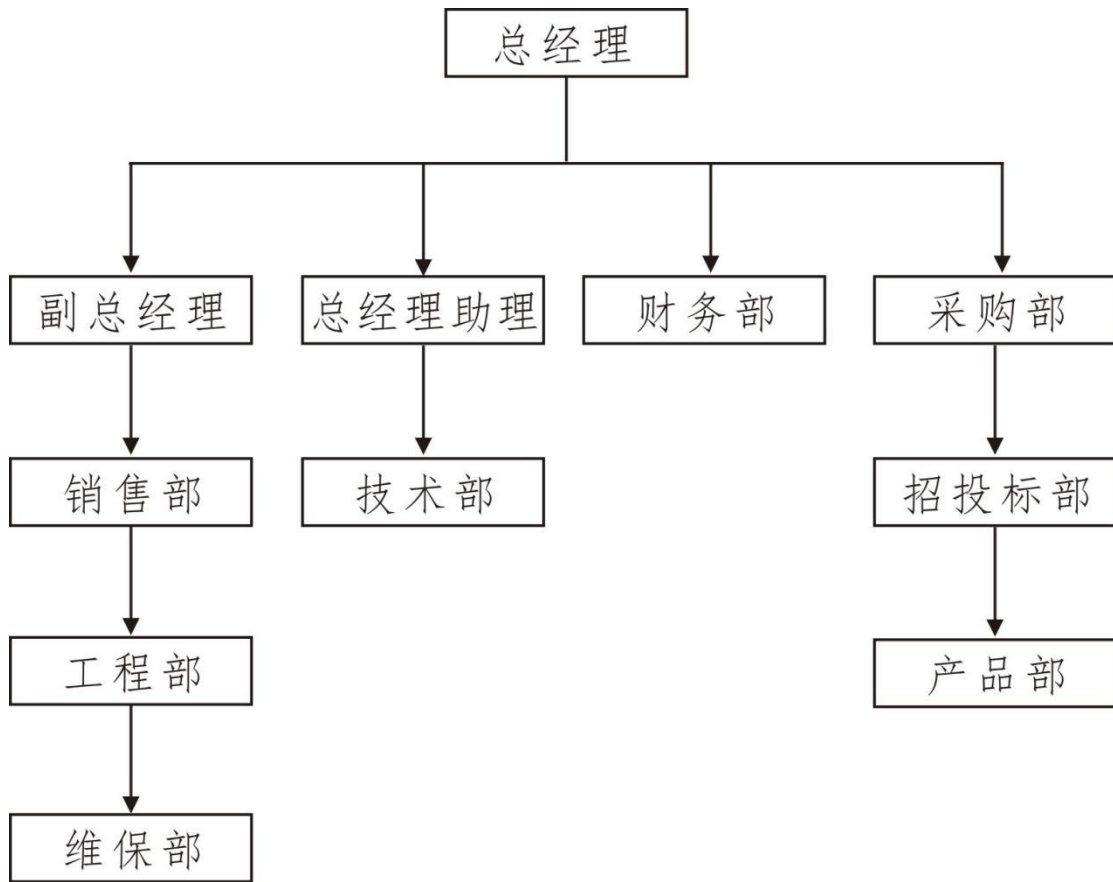 总经理
副总经理
总经理助理
财务部
采购部
销售部
技术部
招投标部
工程部
产品部
维保部